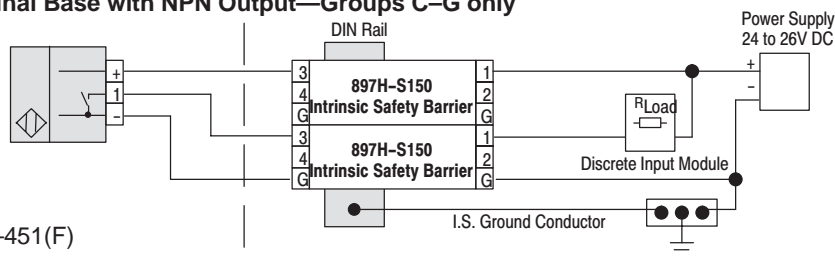 nal Base with NPN Output—Groups C–G only
DIN Rail
Power Supply
24 to 26V DC
+
1
–
3
4
G
897H–S150
Intrinsic Safety Barrier
1
2
G
3
4
G
897H–S150
Intrinsic Safety Barrier
1
2
G
RLoad
Discrete Input Module
+
–
I.S. Ground Conductor
-451(F)